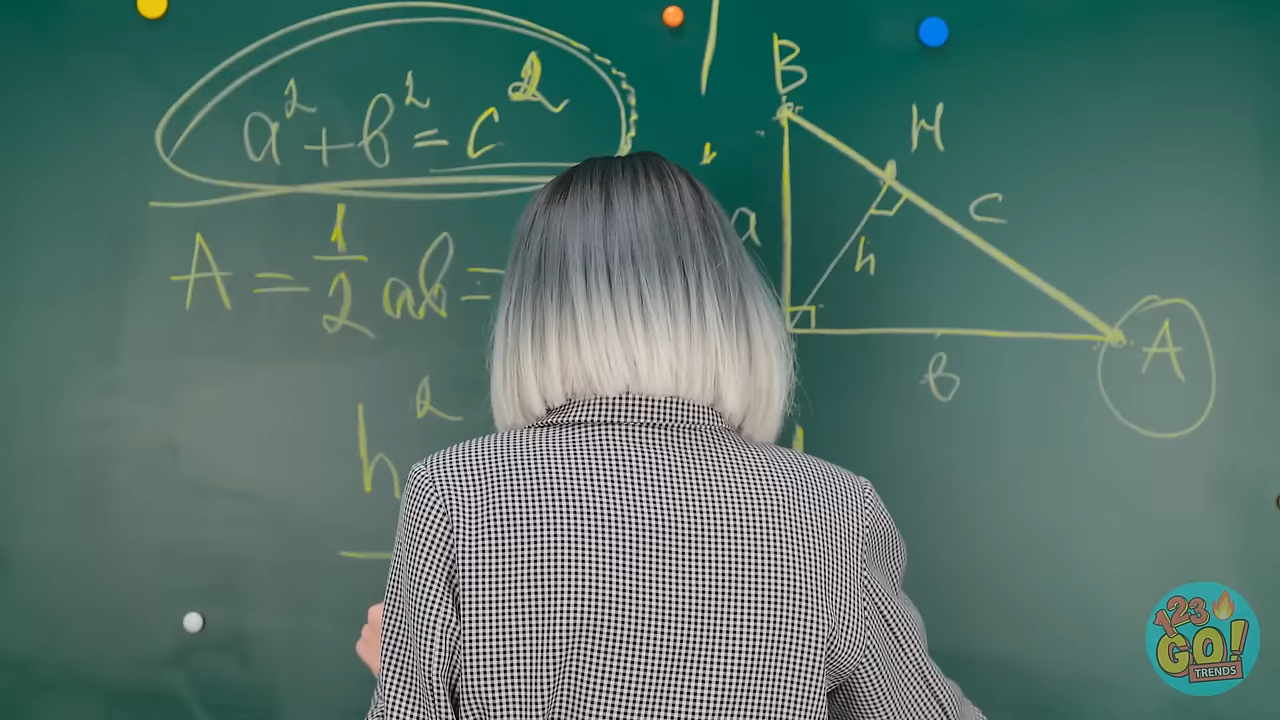 a² + b² = c²
A = 1/2 ab =
h²
B
H
a
h
c
b
A
123
GO!
TRENDS